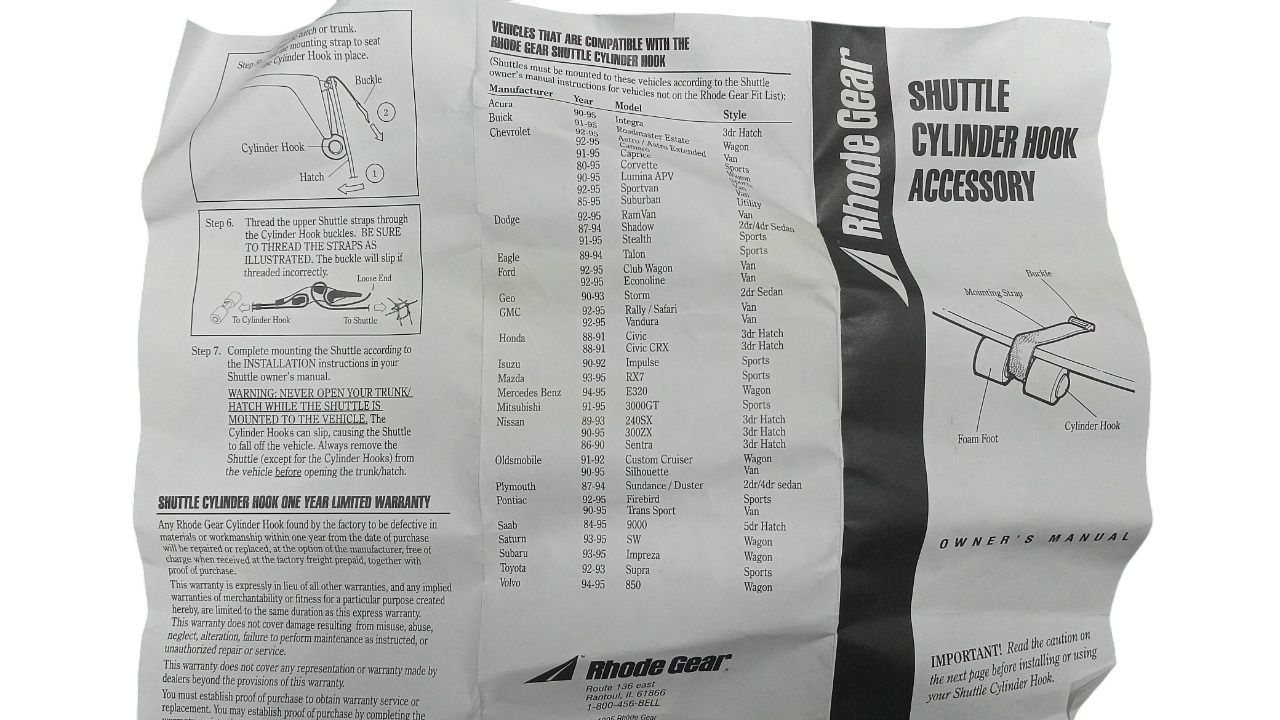 hatch or trunk.
mounting strap to seat
Cylinder Hook in place.
Buckle
2
Cylinder Hook
Hatch
1
Step 6. Thread the upper Shuttle straps through
the Cylinder Hook buckles. BE SURE
TO THREAD THE STRAPS AS
ILLUSTRATED. The buckle will slip if
threaded incorrectly.
Loose End
To Cylinder Hook To Shuttle
Step 7. Complete mounting the Shuttle according to
the INSTALLATION instructions in your
Shuttle owner's manual.
WARNING: NEVER OPEN YOUR TRUNK/
HATCH WHILE THE SHUTTLE IS
MOUNTED TO THE VEHICLE. The
Cylinder Hooks can slip, causing the Shuttle
to fall off the vehicle. Always remove the
Shuttle (except for the Cylinder Hooks) from
the vehicle before opening the trunk/hatch.
SHUTTLE CYLINDER HOOK ONE YEAR LIMITED WARRANTY
Any Rhode Gear Cylinder Hook found by the factory to be defective in
materials or workmanship within one year from the date of purchase
will be repaired or replaced, at the option of the manufacturer, free of
charge when received at the factory freight prepaid, together with
proof of purchase.
This warranty is expressly in lieu of all other warranties, and any implied
warranties of merchantability or fitness for a particular purpose created
hereby, are limited to the same duration as this express warranty.
This warranty does not cover damage resulting from misuse, abuse,
neglect, alteration, failure to perform maintenance as instructed, or
unauthorized repair or service.
This warranty does not cover any representation or warranty made by
dealers beyond the provisions of this warranty.
You must establish proof of purchase to obtain warranty service or
replacement. You may establish proof of purchase by completing the
VEHICLES THAT ARE COMPATIBLE WITH THE
RHODE GEAR SHUTTLE CYLINDER HOOK
(Shuttles must be mounted to these vehicles according to the Shuttle
owner's manual instructions for vehicles not on the Rhode Gear Fit List):
Manufacturer Year Model Style
Acura 90-95 Integra 3dr Hatch
Buick 91-95 Roadmaster Estate Wagon
Chevrolet 92-95 Astro / Astro Extended Van
92-95 Camaro Sports
91-95 Caprice Wagon
80-95 Corvette Sports
90-95 Lumina APV Van
92-95 Sportvan Van
85-95 Suburban Utility
Dodge 92-95 RamVan Van
87-94 Shadow 2dr/4dr Sedan
91-95 Stealth Sports
Eagle 89-94 Talon Sports
Ford 92-95 Club Wagon Van
92-95 Econoline Van
Geo 90-93 Storm 2dr Sedan
GMC 92-95 Rally / Safari Van
92-95 Vandura Van
Honda 88-91 Civic 3dr Hatch
88-91 Civic CRX 3dr Hatch
Isuzu 90-92 Impulse Sports
Mazda 93-95 RX7 Sports
Mercedes Benz 94-95 E320 Wagon
Mitsubishi 91-95 3000GT Sports
Nissan 89-93 240SX 3dr Hatch
90-95 300ZX 3dr Hatch
86-90 Sentra 3dr Hatch
Oldsmobile 91-92 Custom Cruiser Wagon
90-95 Silhouette Van
Plymouth 87-94 Sundance / Duster 2dr/4dr sedan
Pontiac 92-95 Firebird Sports
90-95 Trans Sport Van
Saab 84-95 9000 5dr Hatch
Saturn 93-95 SW Wagon
Subaru 93-95 Impreza Wagon
Toyota 92-93 Supra Sports
Volvo 94-95 850 Wagon
Rhode Gear
Route 136 east
Rantoul, IL 61866
1-800-456-BELL
Rhode Gear
Rhode Gear
SHUTTLE
CYLINDER HOOK
ACCESSORY
Buckle
Mounting Strap
Foam Foot
Cylinder Hook
OWNER'S MANUAL
IMPORTANT! Read the caution on
the next page before installing or using
your Shuttle Cylinder Hook.